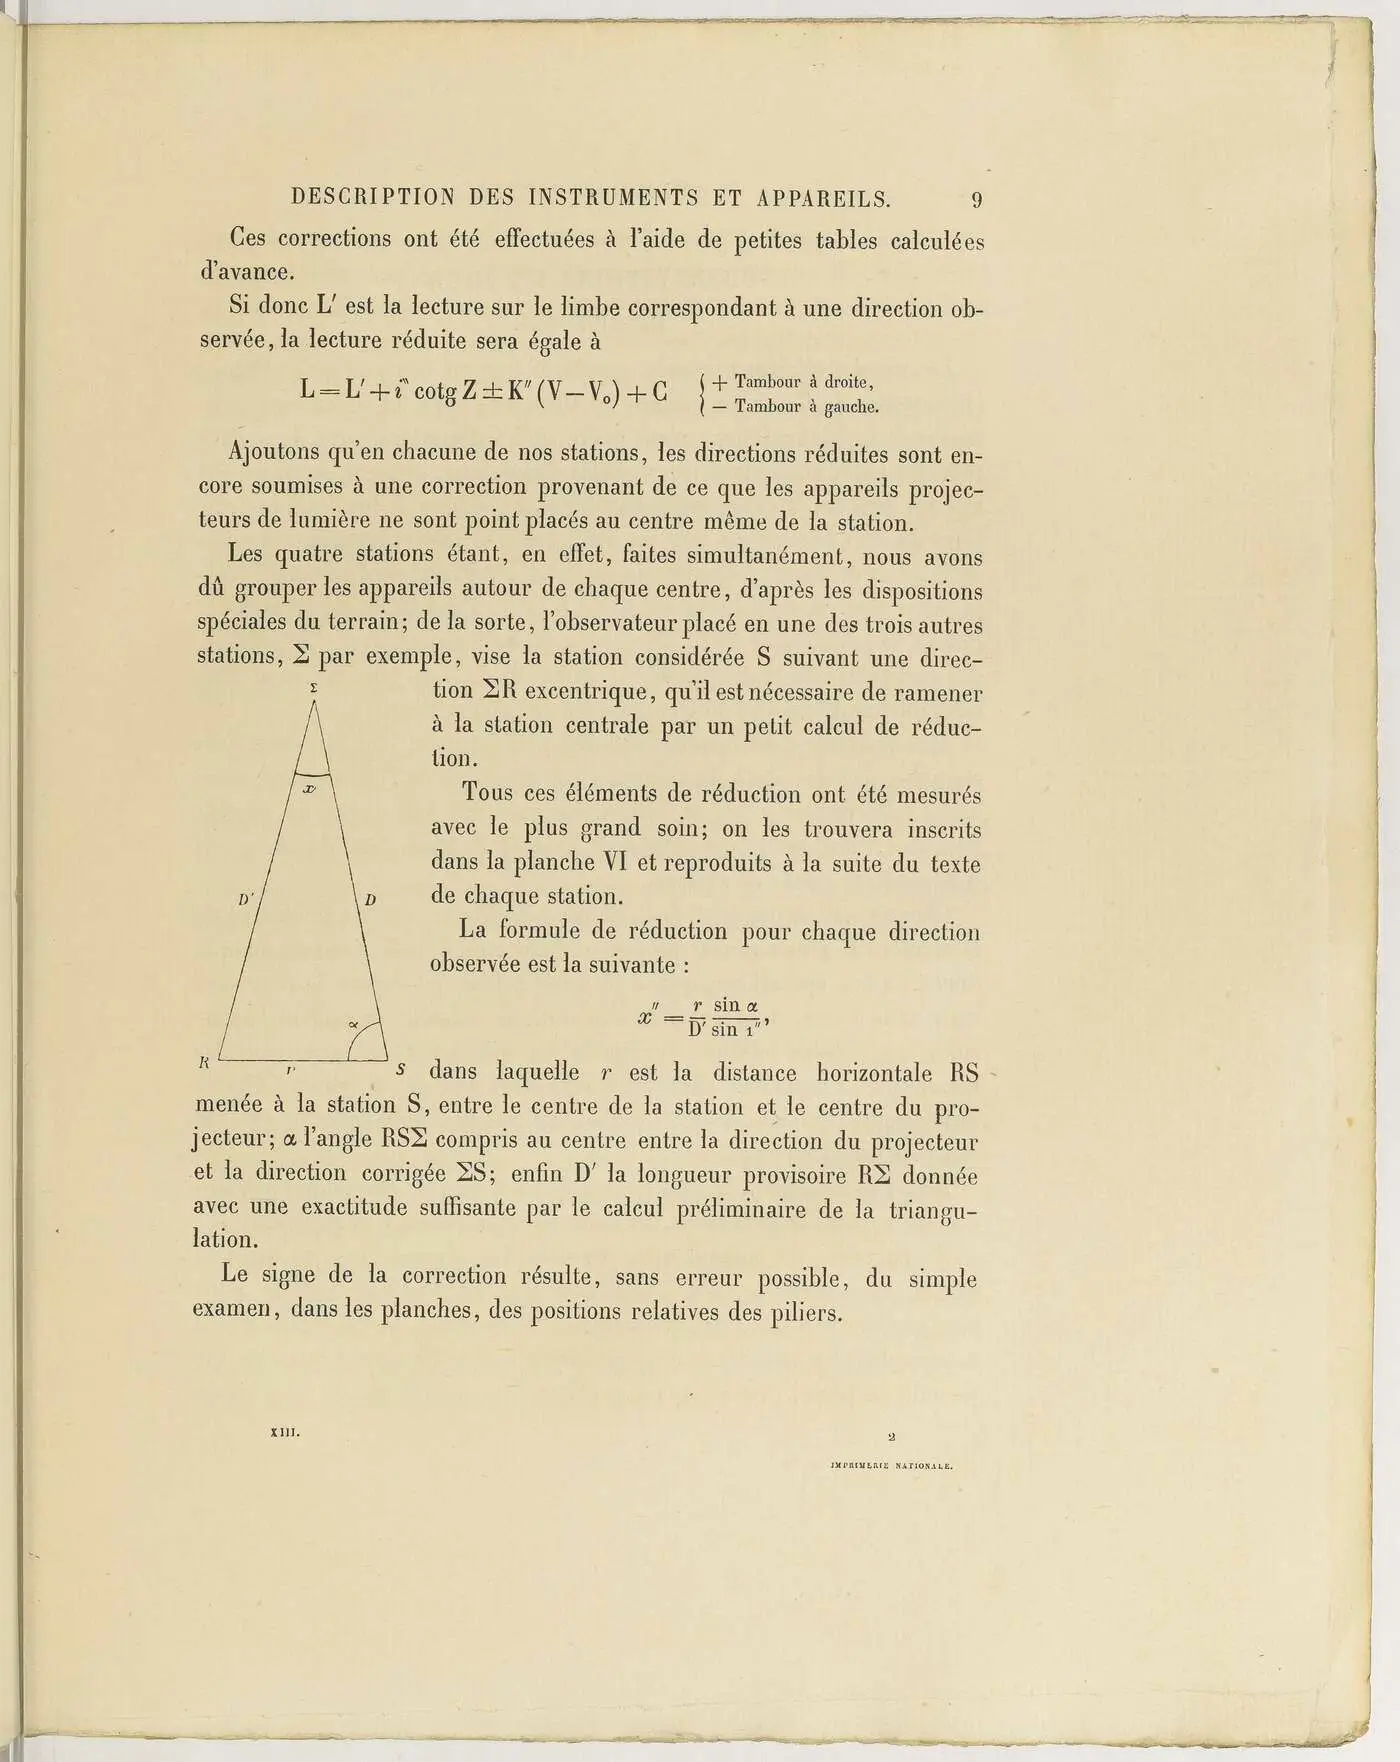 DESCRIPTION DES INSTRUMENTS ET APPAREILS. 9
Ces corrections ont été effectuées à l'aide de petites tables calculées
d'avance.
Si donc L′ est la lecture sur le limbe correspondant à une direction ob-
servée, la lecture réduite sera égale à
L = L′ + i″ cotg Z ± K″ (V − V₀) + C { + Tambour à droite,
− Tambour à gauche.
Ajoutons qu'en chacune de nos stations, les directions réduites sont en-
core soumises à une correction provenant de ce que les appareils projec-
teurs de lumière ne sont point placés au centre même de la station.
Les quatre stations étant, en effet, faites simultanément, nous avons
dû grouper les appareils autour de chaque centre, d'après les dispositions
spéciales du terrain; de la sorte, l'observateur placé en une des trois autres
stations, Σ par exemple, vise la station considérée S suivant une direc-
tion ΣR excentrique, qu'il est nécessaire de ramener
à la station centrale par un petit calcul de réduc-
tion.
Tous ces éléments de réduction ont été mesurés
avec le plus grand soin; on les trouvera inscrits
dans la planche VI et reproduits à la suite du texte
de chaque station.
La formule de réduction pour chaque direction
observée est la suivante :
x″ = r/D′ sin α/sin 1″,
Σ
x
D′
D
α
R
r
S
dans laquelle r est la distance horizontale RS
menée à la station S, entre le centre de la station et le centre du pro-
jecteur; α l'angle RSΣ compris au centre entre la direction du projecteur
et la direction corrigée ΣS; enfin D′ la longueur provisoire RΣ donnée
avec une exactitude suffisante par le calcul préliminaire de la triangu-
lation.
Le signe de la correction résulte, sans erreur possible, du simple
examen, dans les planches, des positions relatives des piliers.
XIII.
2
IMPRIMERIE NATIONALE.